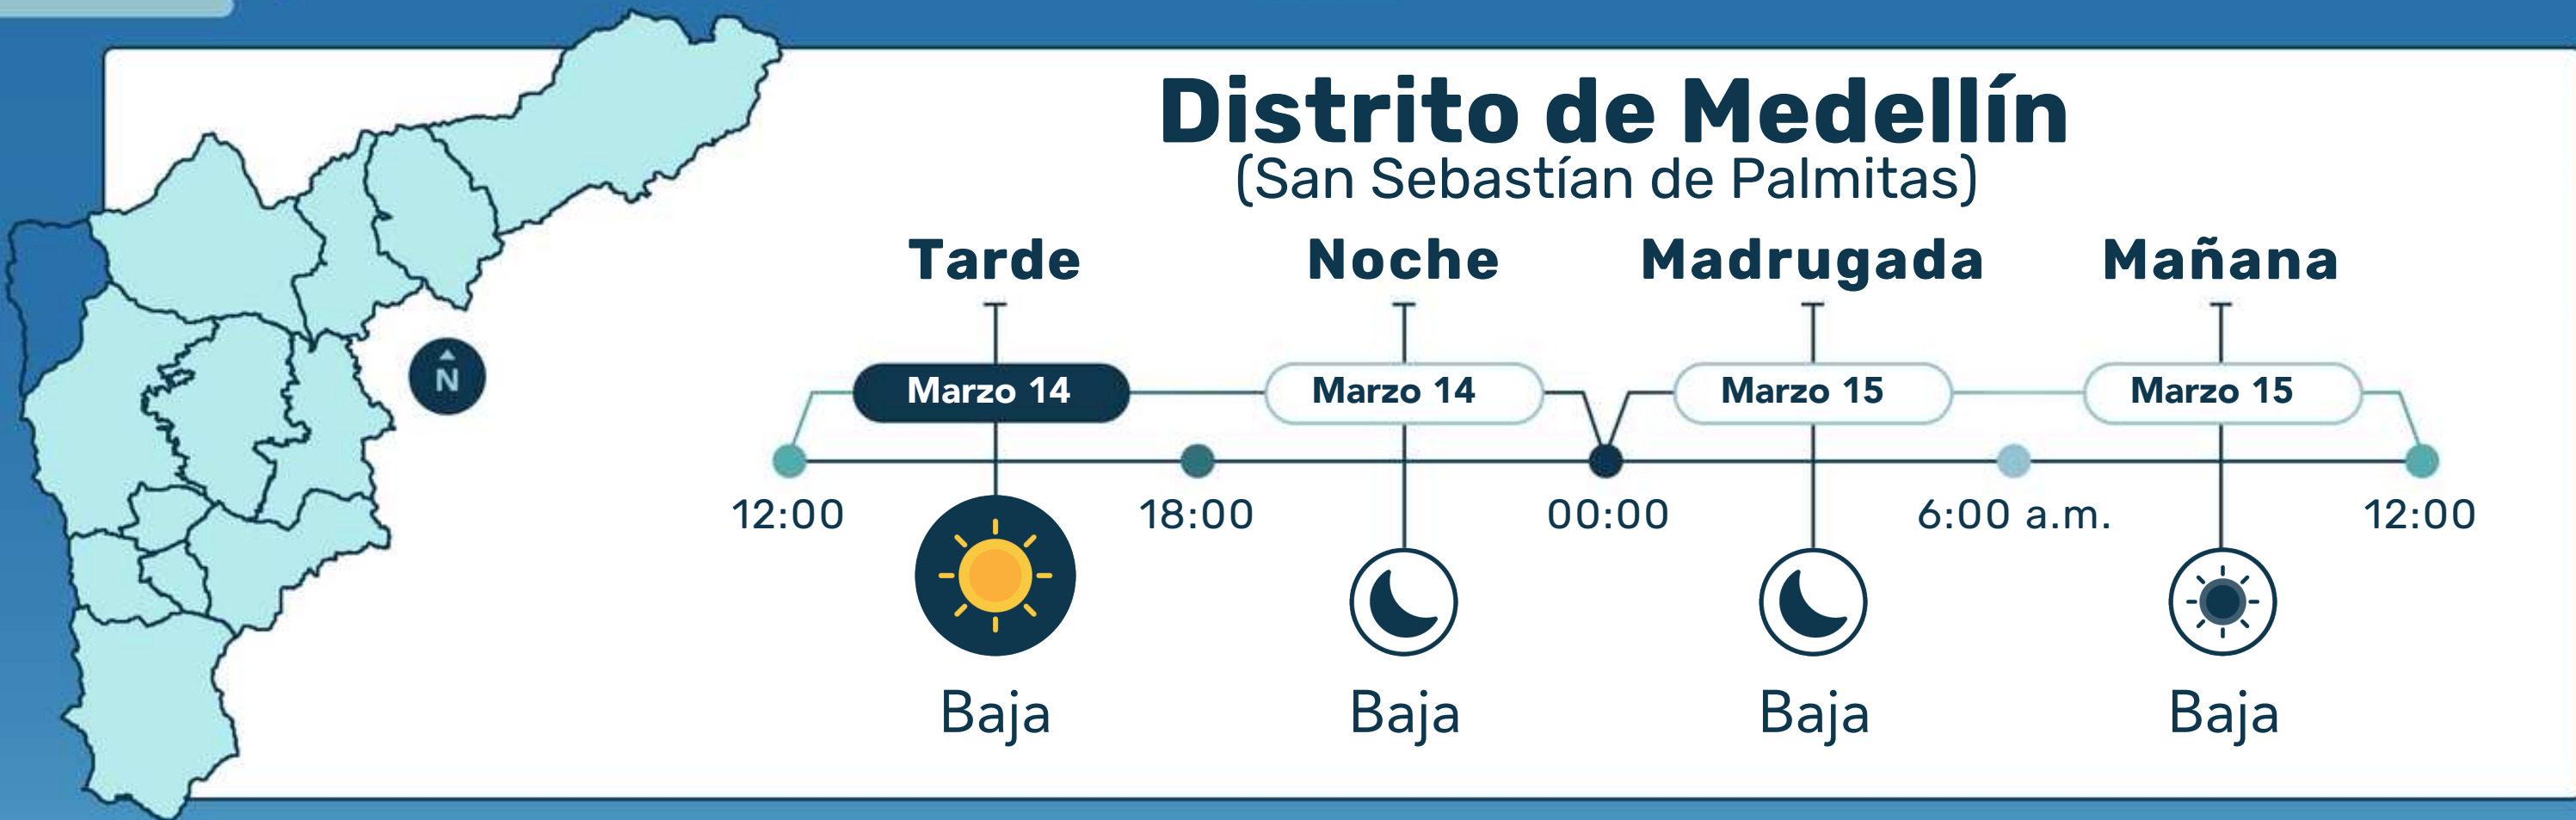 Distrito de Medellín
(San Sebastían de Palmitas)
Tarde Noche Madrugada Mañana
Marzo 14 Marzo 14 Marzo 15 Marzo 15
N
12:00 18:00 00:00 6:00 a.m. 12:00
Baja Baja Baja Baja